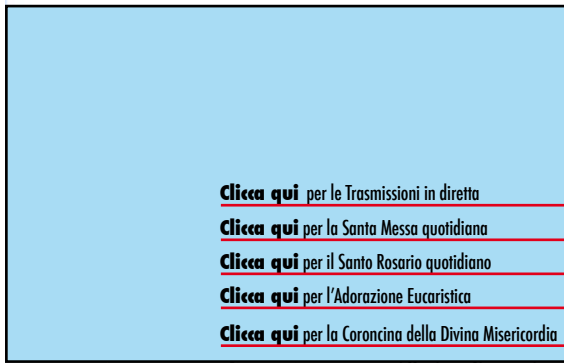 Clicca qui per le Trasmissioni in diretta
Clicca qui per la Santa Messa quotidiana
Clicca qui per il Santo Rosario quotidiano
Clicca qui per l'Adorazione Eucaristica
Clicca qui per la Coroncina della Divina Misericordia